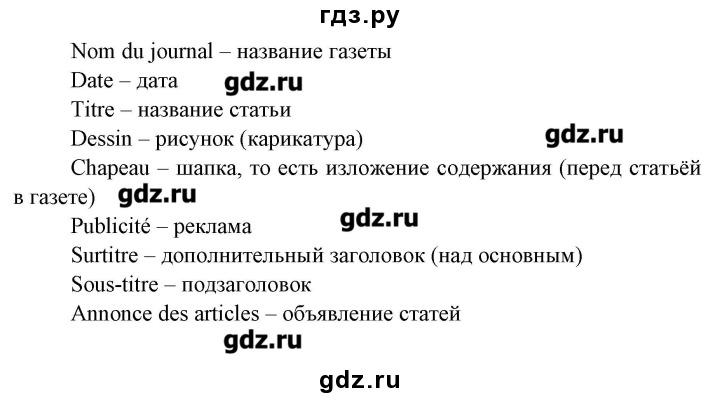 гдз.ру
Nom du journal – название газеты
Date – дата
gdz.ru
Titre – название статьи
Dessin – рисунок (карикатура)
gdz.ru
Chapeau – шапка, то есть изложение содержания (перед статьёй
в газете)
gdz.ru
Publicité – реклама
gdz.ru
Surtitre – дополнительный заголовок (над основным)
Sous-titre – подзаголовок
Annonce des articles – объявление статей
gdz.ru
gdz.ru